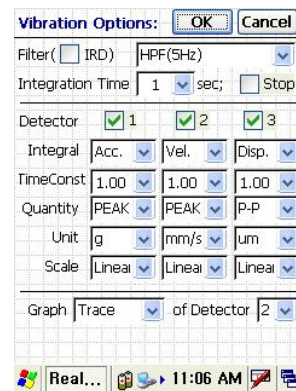 Vibration Options: OK Cancel
Filter( IRD) HPF(5Hz)
Integration Time 1 sec; Stop
Detector 1 2 3
Integral Acc. Vel. Disp.
TimeConst 1.00 1.00 1.00
Quantity PEAK PEAK P-P
Unit g mm/s um
Scale Linear Linear Linear
Graph Trace of Detector 2
Real... 11:06 AM